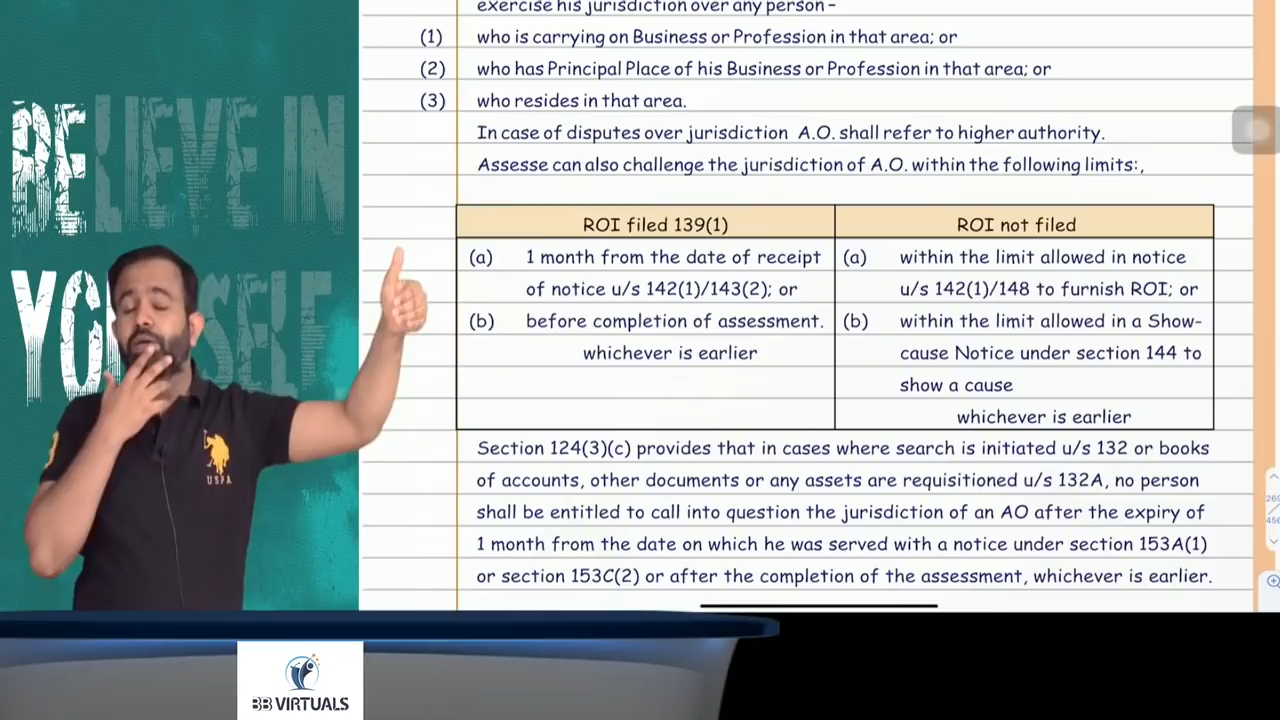 BELIEVE IN
YOURSELF
USPA
BB VIRTUALS
exercise his jurisdiction over any person –
(1) who is carrying on Business or Profession in that area; or
(2) who has Principal Place of his Business or Profession in that area; or
(3) who resides in that area.
In case of disputes over jurisdiction A.O. shall refer to higher authority.
Assesse can also challenge the jurisdiction of A.O. within the following limits:,
ROI filed 139(1)
(a) 1 month from the date of receipt
of notice u/s 142(1)/143(2); or
(b) before completion of assessment.
whichever is earlier
ROI not filed
(a) within the limit allowed in notice
u/s 142(1)/148 to furnish ROI; or
(b) within the limit allowed in a Show-
cause Notice under section 144 to
show a cause
whichever is earlier
Section 124(3)(c) provides that in cases where search is initiated u/s 132 or books
of accounts, other documents or any assets are requisitioned u/s 132A, no person
shall be entitled to call into question the jurisdiction of an AO after the expiry of
1 month from the date on which he was served with a notice under section 153A(1)
or section 153C(2) or after the completion of the assessment, whichever is earlier.